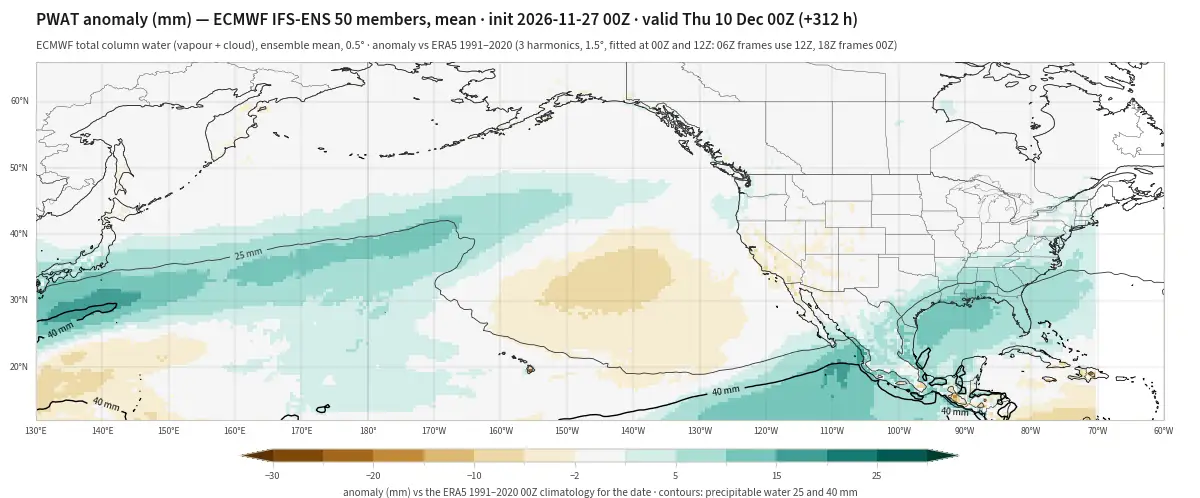 PWAT anomaly (mm) — ECMWF IFS-ENS 50 members, mean · init 2026-11-27 00Z · valid Thu 10 Dec 00Z (+312 h)
ECMWF total column water (vapour + cloud), ensemble mean, 0.5° · anomaly vs ERA5 1991–2020 (3 harmonics, 1.5°, fitted at 00Z and 12Z: 06Z frames use 12Z, 18Z frames 00Z)
60°N
50°N
40°N
25 mm
30°N
40 mm
20°N
40 mm
40 mm
40 mm
130°E 140°E 150°E 160°E 170°E 180° 170°W 160°W 150°W 140°W 130°W 120°W 110°W 100°W 90°W 80°W 70°W 60°W
−30 −20 −10 −2 5 15 25
anomaly (mm) vs the ERA5 1991–2020 00Z climatology for the date · contours: precipitable water 25 and 40 mm